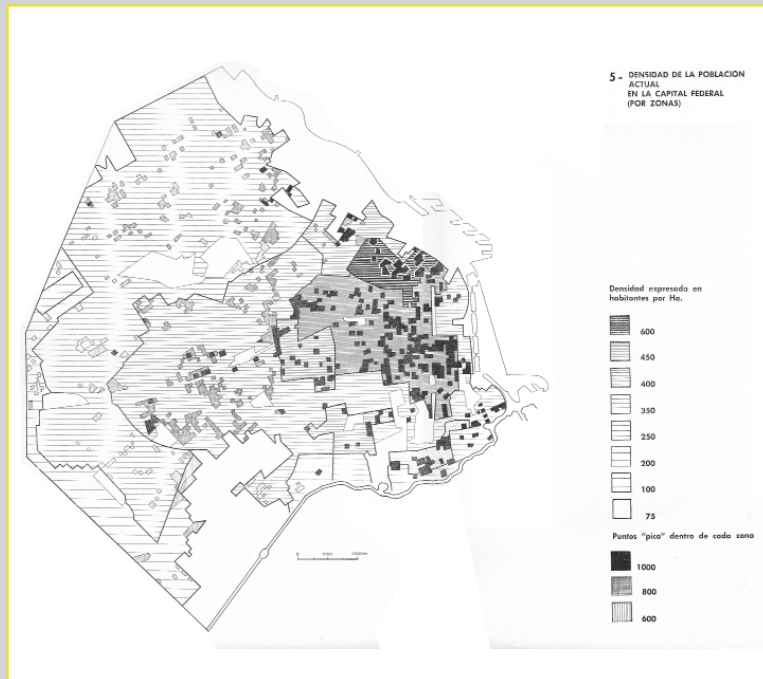 5 - DENSIDAD DE LA POBLACION
ACTUAL
EN LA CAPITAL FEDERAL
(POR ZONAS)
Densidad expresada en
habitantes por Ha.
600
450
400
350
250
200
100
75
Puntos "pico" dentro de cada zona
1000
800
600
0